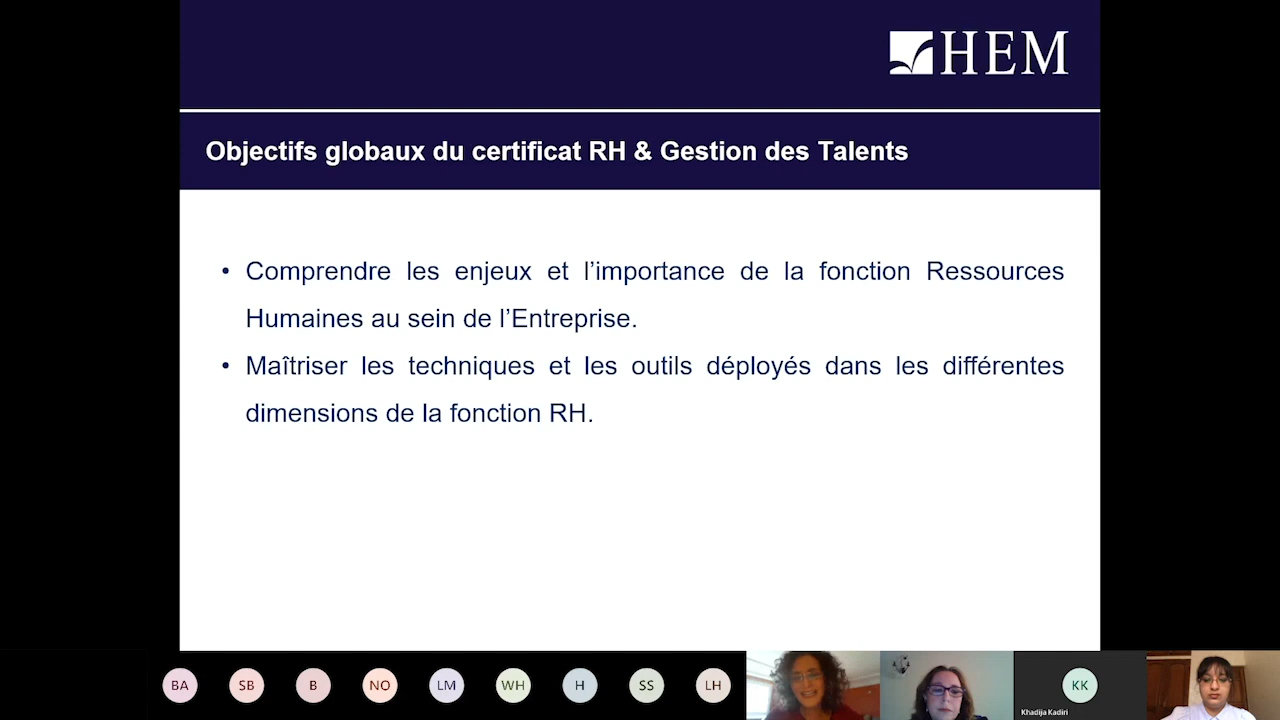 HEM
Objectifs globaux du certificat RH & Gestion des Talents
• Comprendre les enjeux et l’importance de la fonction Ressources
Humaines au sein de l’Entreprise.
• Maîtriser les techniques et les outils déployés dans les différentes
dimensions de la fonction RH.
BA SB B NO LM WH H SS LH KK
Khadija Kadiri